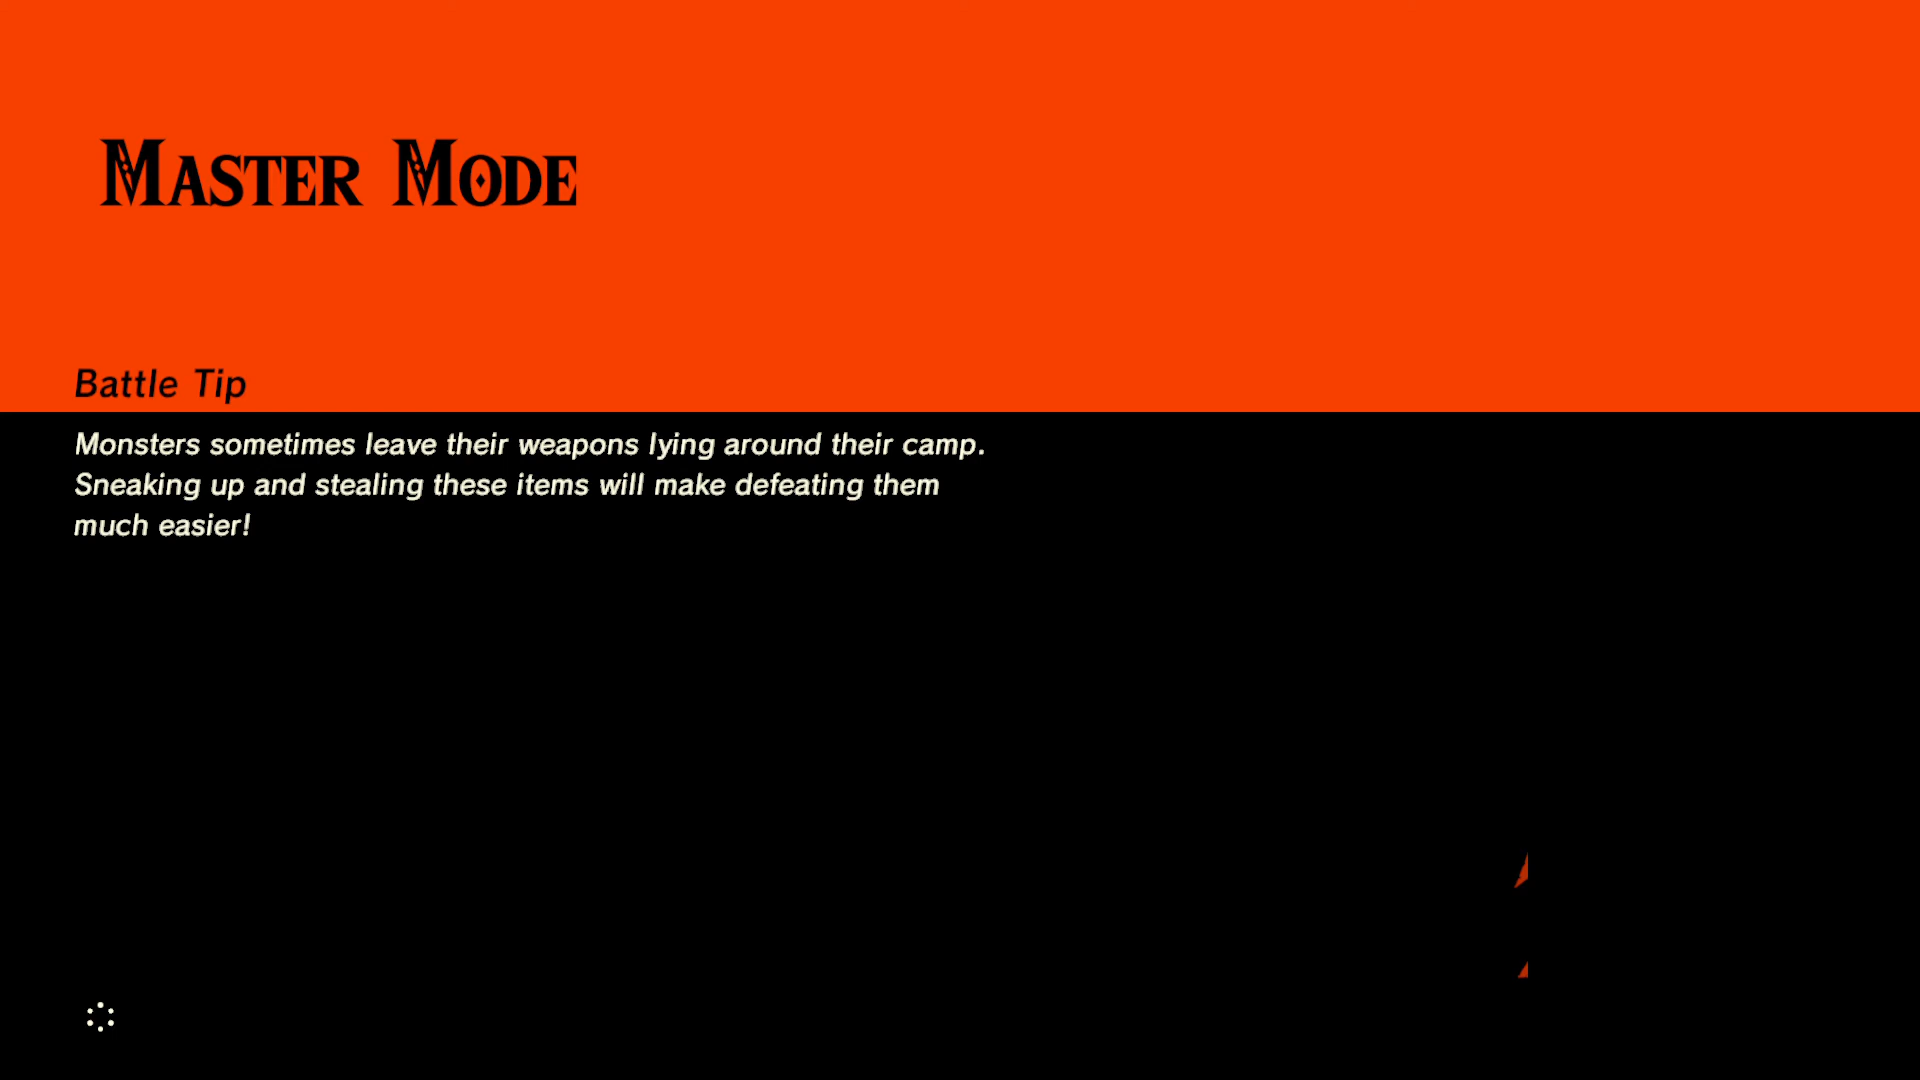 Master Mode
Battle Tip
Monsters sometimes leave their weapons lying around their camp.
Sneaking up and stealing these items will make defeating them
much easier!